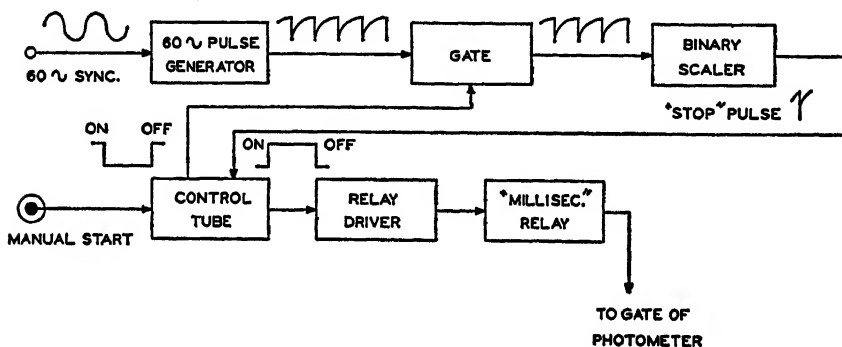 60 ∿ SYNC.
60 ∿ PULSE
GENERATOR
GATE
BINARY
SCALER
"STOP" PULSE
ON OFF
ON OFF
MANUAL START
CONTROL
TUBE
RELAY
DRIVER
"MILLISEC."
RELAY
TO GATE OF
PHOTOMETER